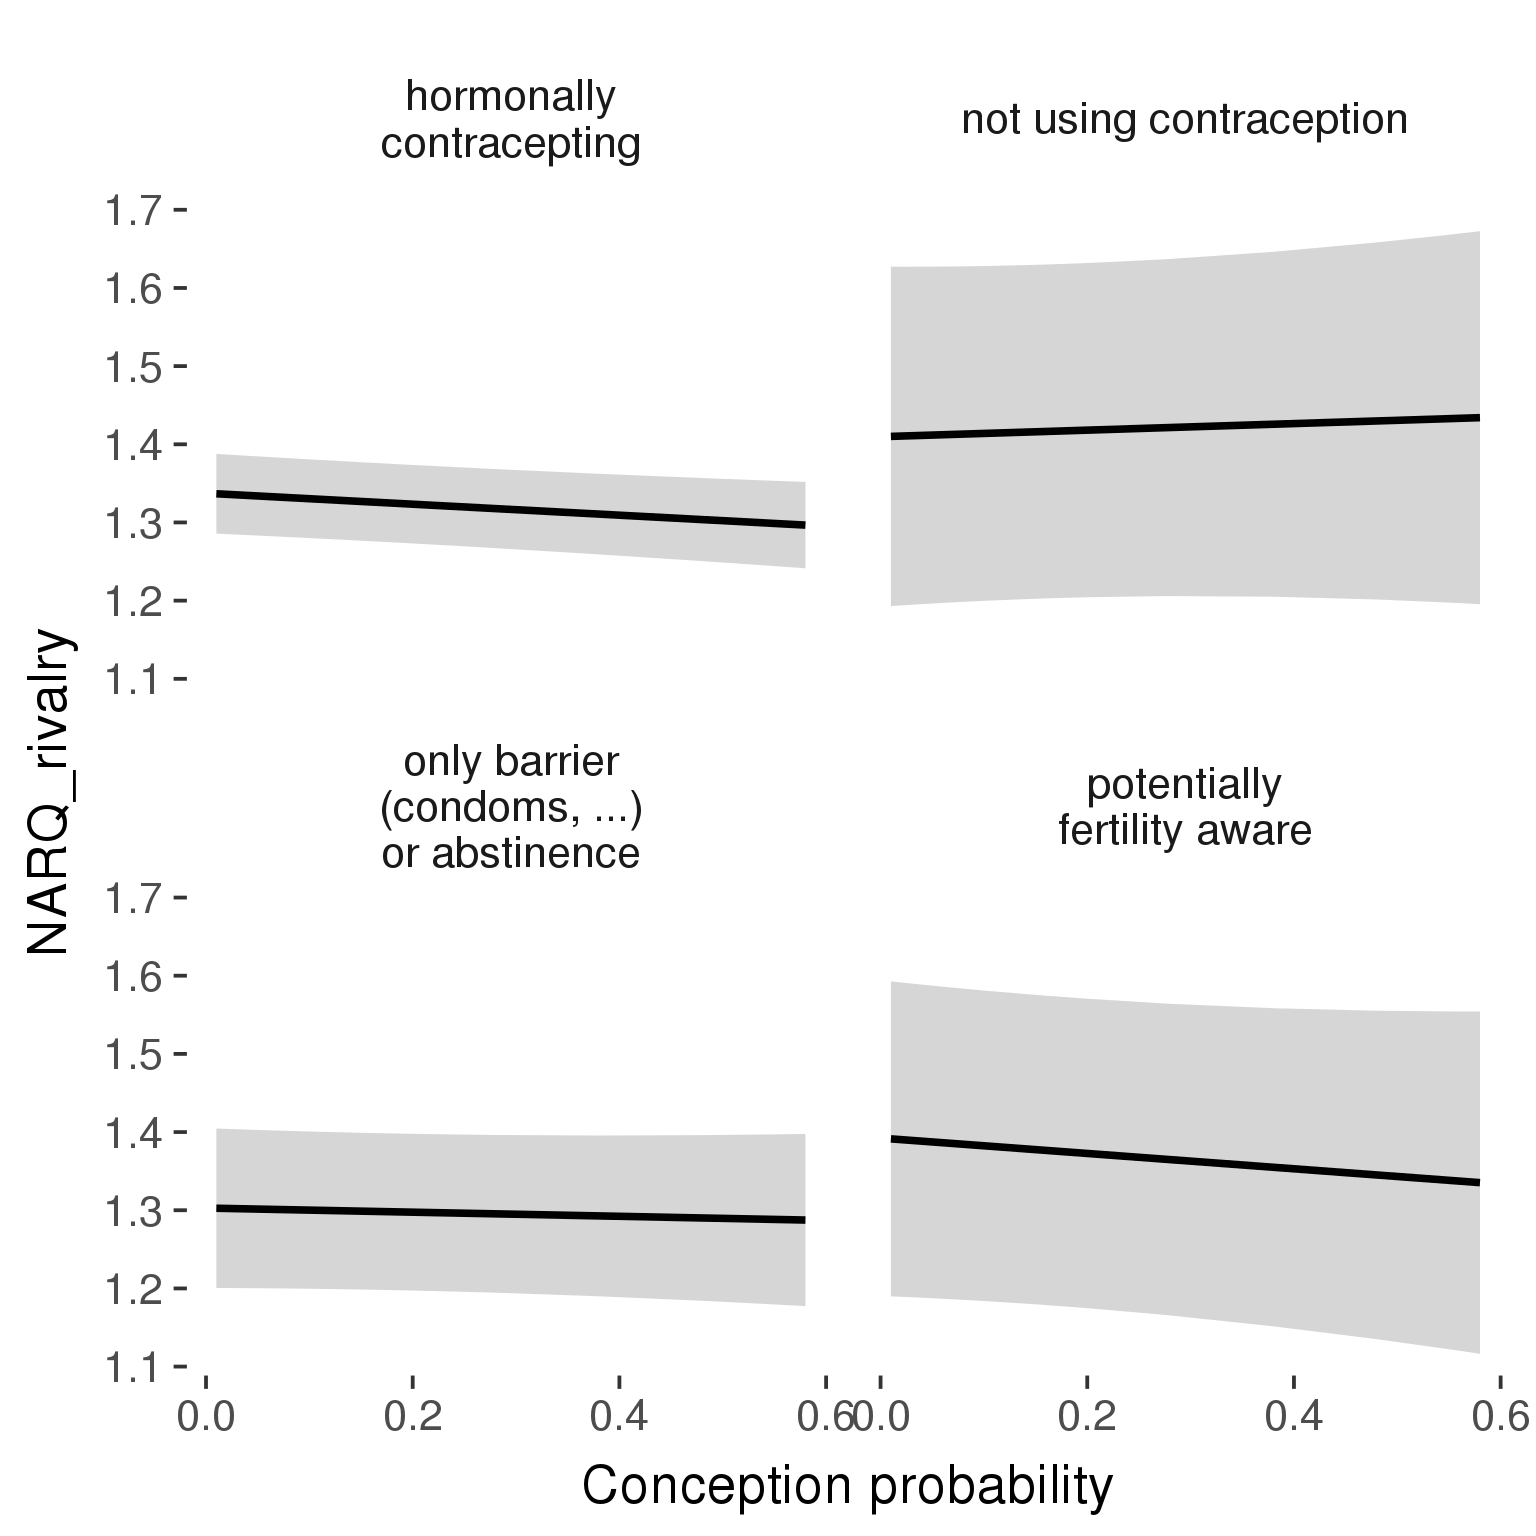 hormonally
contracepting
not using contraception
1.7
1.6
1.5
1.4
1.3
1.2
1.1
NARQ_rivalry
only barrier
(condoms, ...)
or abstinence
potentially
fertility aware
1.7
1.6
1.5
1.4
1.3
1.2
1.1
0.0 0.2 0.4 0.6 0.0 0.2 0.4 0.6
Conception probability